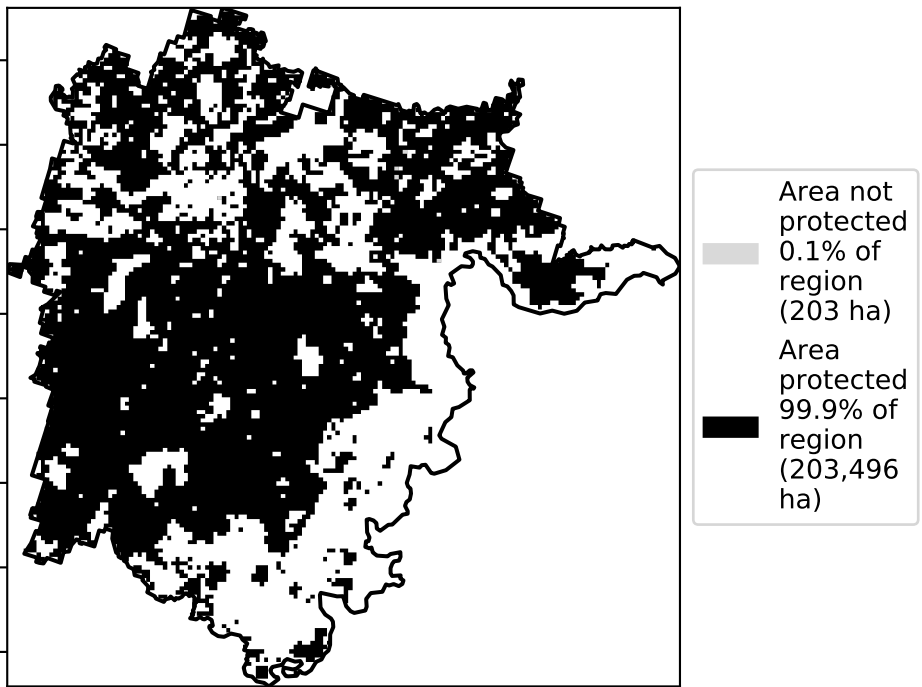 Area not
protected
0.1% of
region
(203 ha)
Area
protected
99.9% of
region
(203,496
ha)